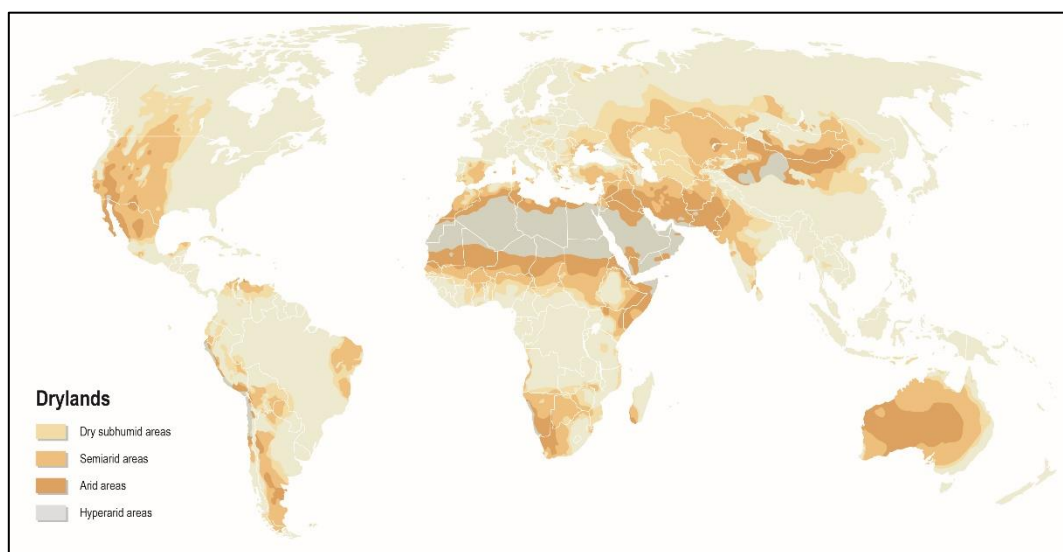 Drylands
Dry subhumid areas
Semiarid areas
Arid areas
Hyperarid areas